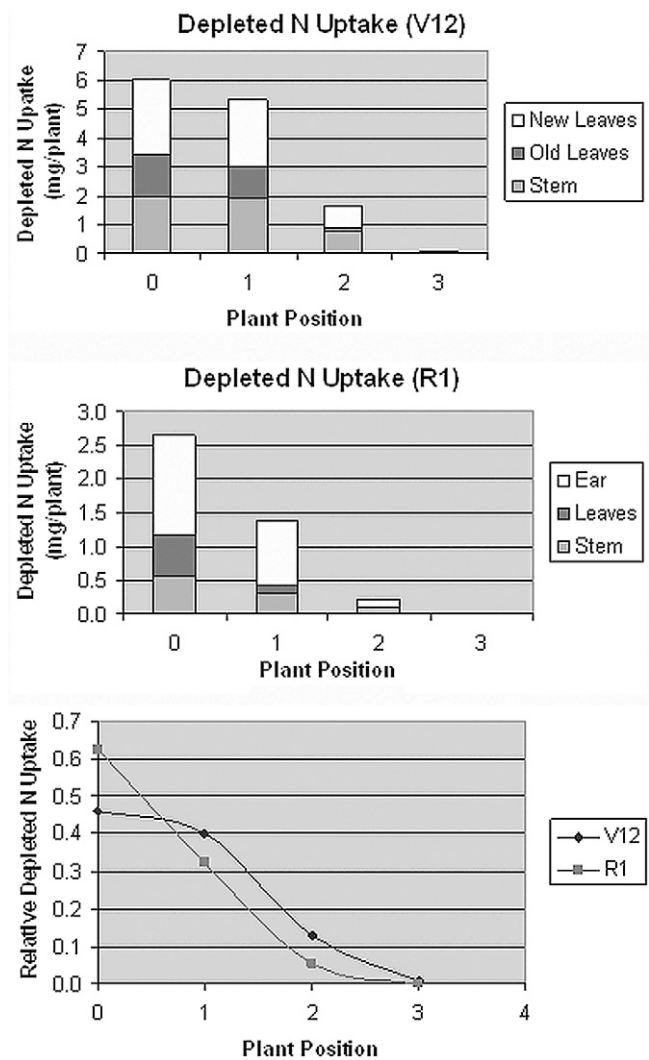 Depleted N Uptake (V12)
Depleted N Upatke
(mg/plant)
7
6
5
4
3
2
1
0
0 1 2 3
Plant Position
New Leaves
Old Leaves
Stem
Depleted N Uptake (R1)
Depleted N Uptake
(mg/plant)
3.0
2.5
2.0
1.5
1.0
0.5
0.0
0 1 2 3
Plant Position
Ear
Leaves
Stem
Relative Depleted N Uptake
0.7
0.6
0.5
0.4
0.3
0.2
0.1
0.0
0 1 2 3 4
Plant Position
V12
R1